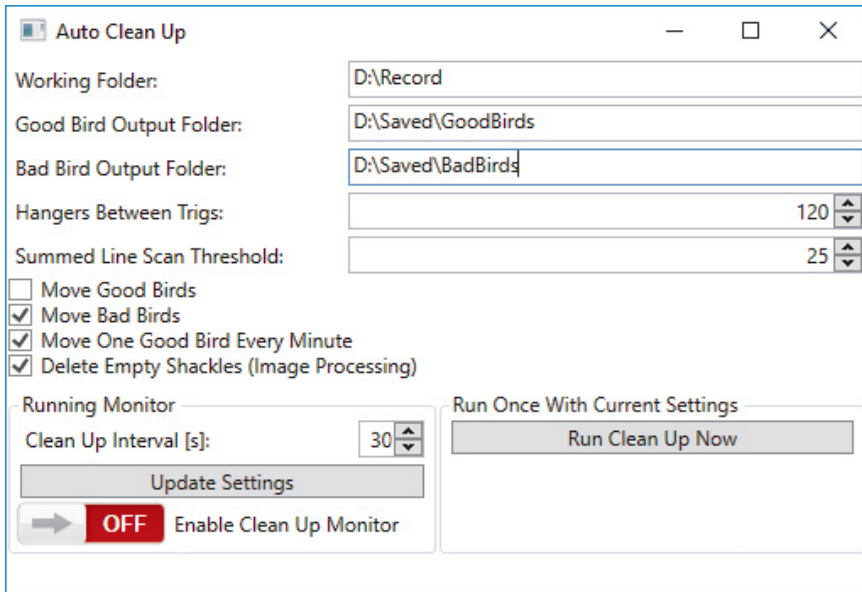 Auto Clean Up
Working Folder: D:\Record
Good Bird Output Folder: D:\Saved\GoodBirds
Bad Bird Output Folder: D:\Saved\BadBirds
Hangers Between Trigs: 120
Summed Line Scan Threshold: 25
Move Good Birds
Move Bad Birds
Move One Good Bird Every Minute
Delete Empty Shackles (Image Processing)
Running Monitor
Clean Up Interval [s]: 30
Update Settings
OFF Enable Clean Up Monitor
Run Once With Current Settings
Run Clean Up Now